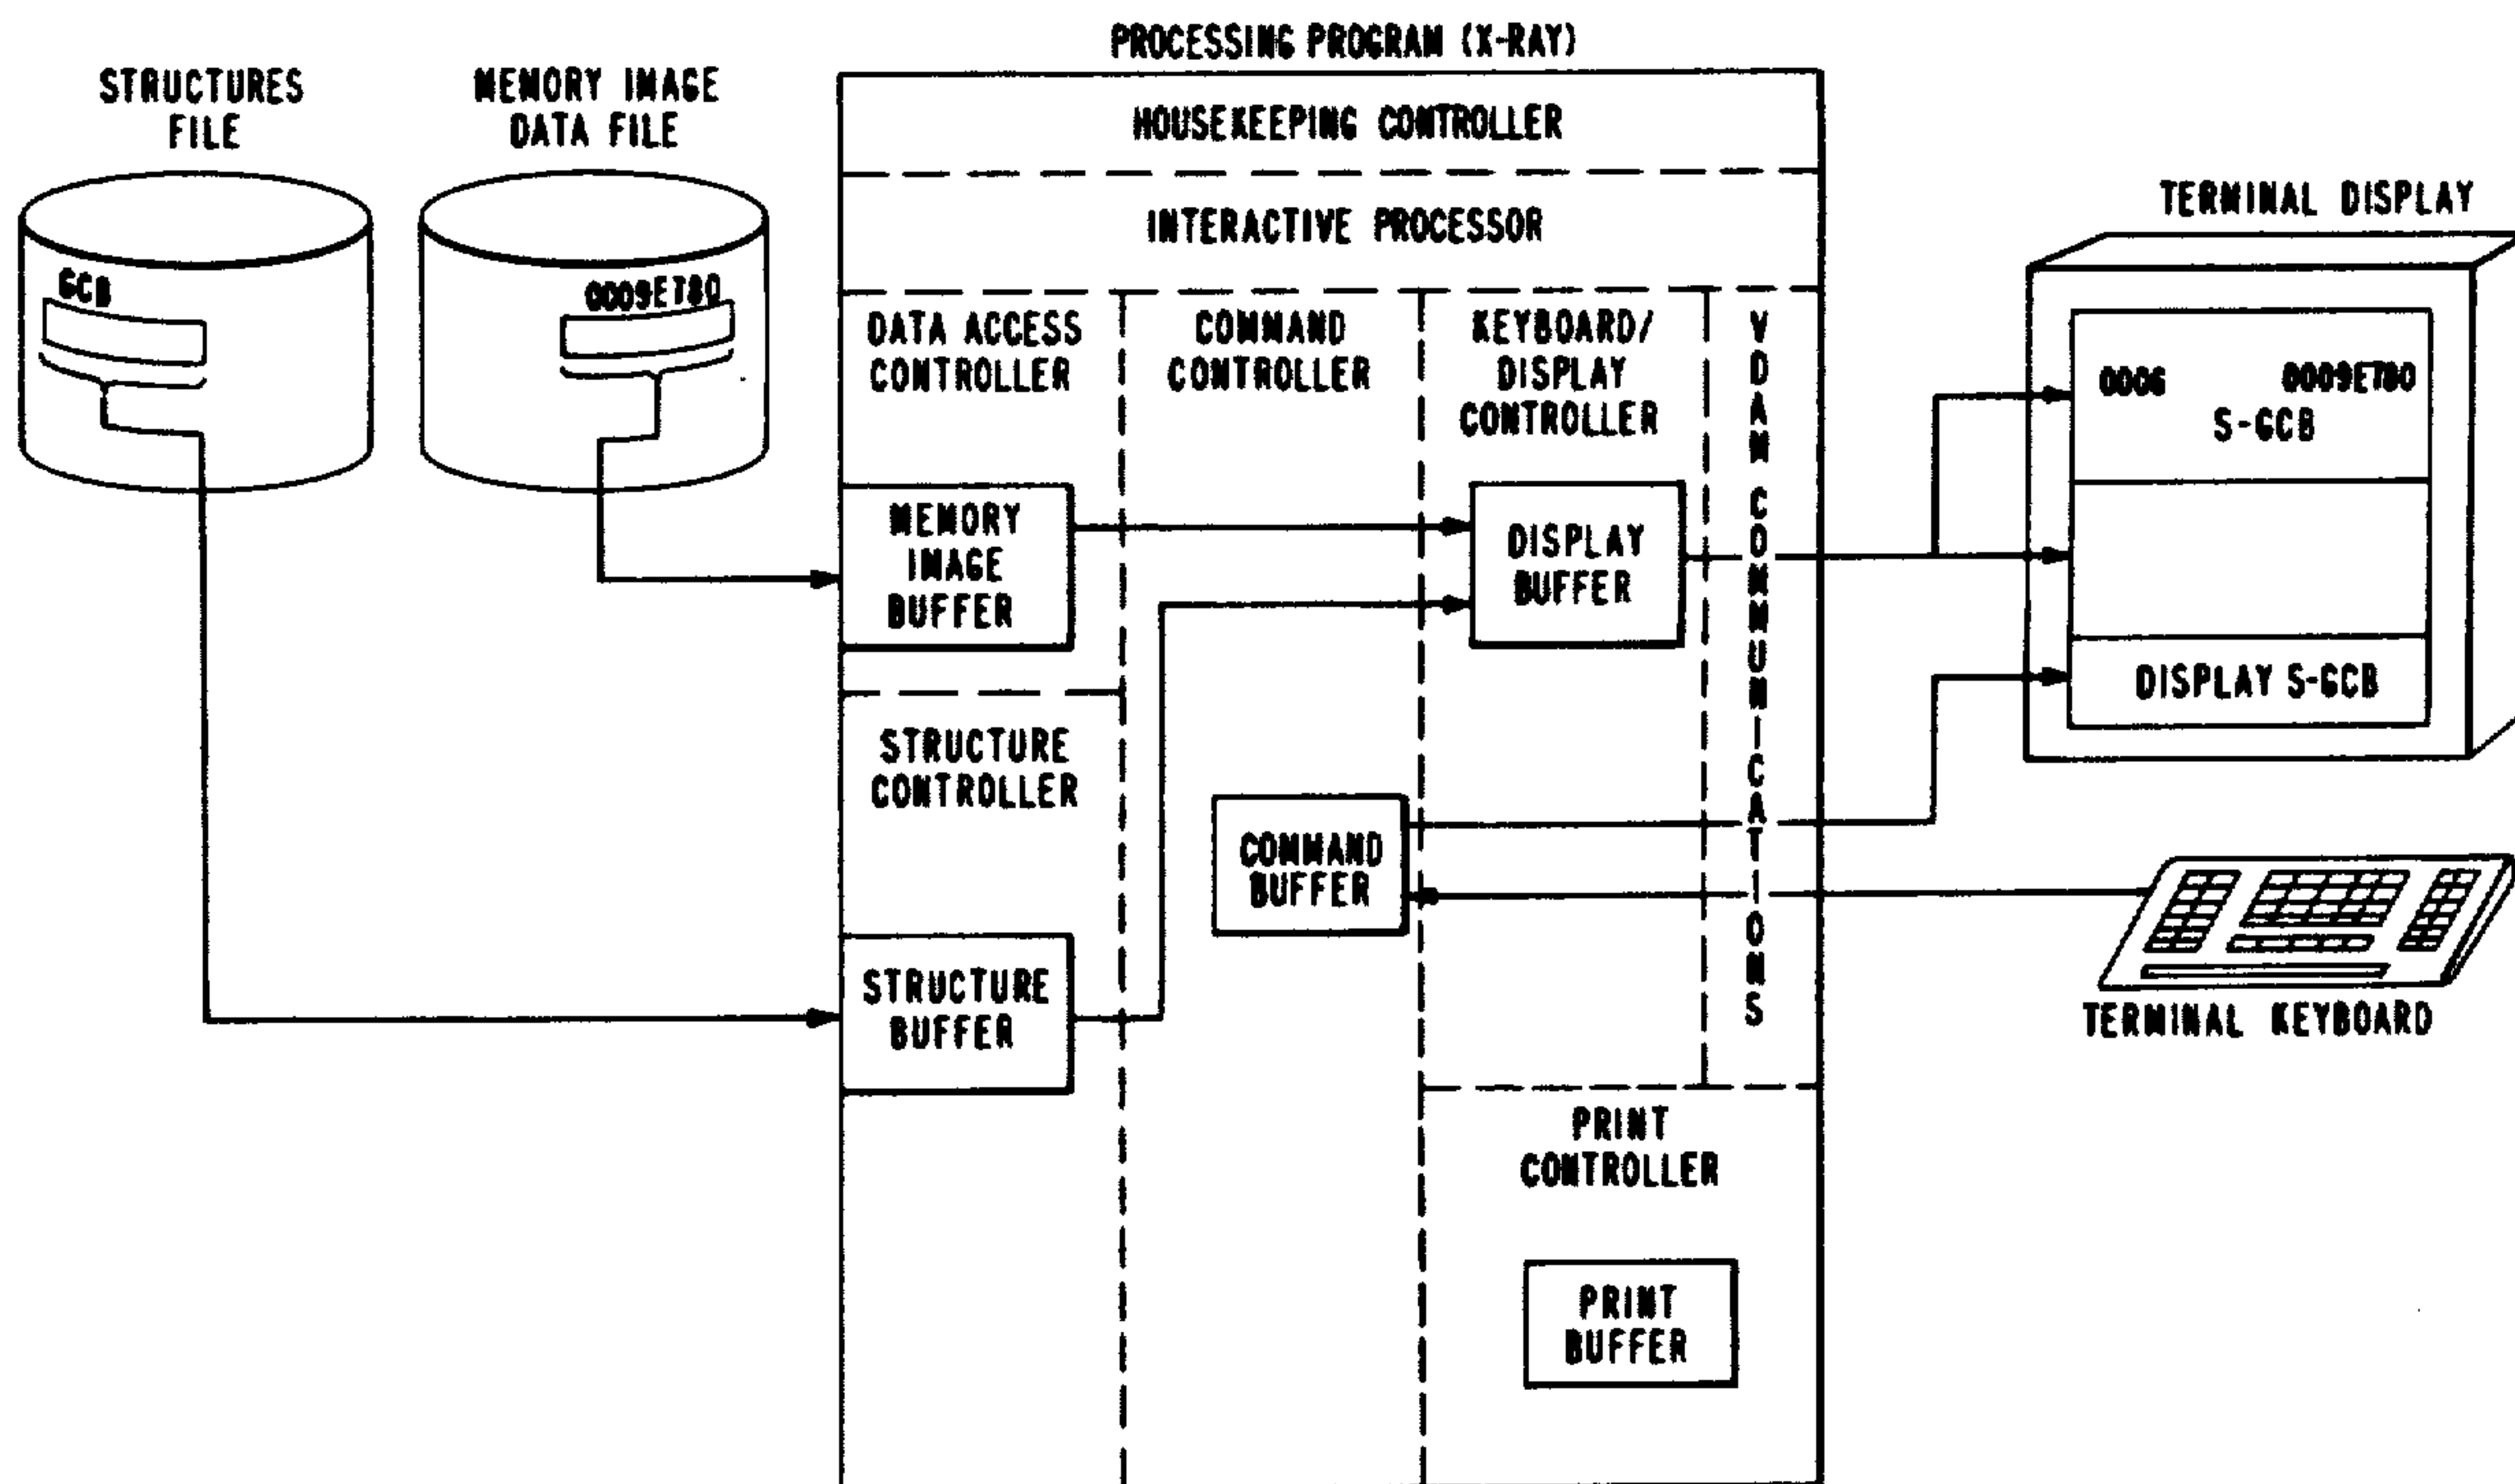 PROCESSING PROGRAM (X-RAY)
STRUCTURES
FILE
MEMORY IMAGE
DATA FILE
HOUSEKEEPING CONTROLLER
INTERACTIVE PROCESSOR
TERMINAL DISPLAY
GCB
0009E780
DATA ACCESS
CONTROLLER
COMMAND
CONTROLLER
KEYBOARD/
DISPLAY
CONTROLLER
VDAM COMMUNICATIONS
0006 0009E780
S-GCB
MEMORY
IMAGE
BUFFER
DISPLAY
BUFFER
DISPLAY S-GCB
STRUCTURE
CONTROLLER
COMMAND
BUFFER
STRUCTURE
BUFFER
TERMINAL KEYBOARD
PRINT
CONTROLLER
PRINT
BUFFER